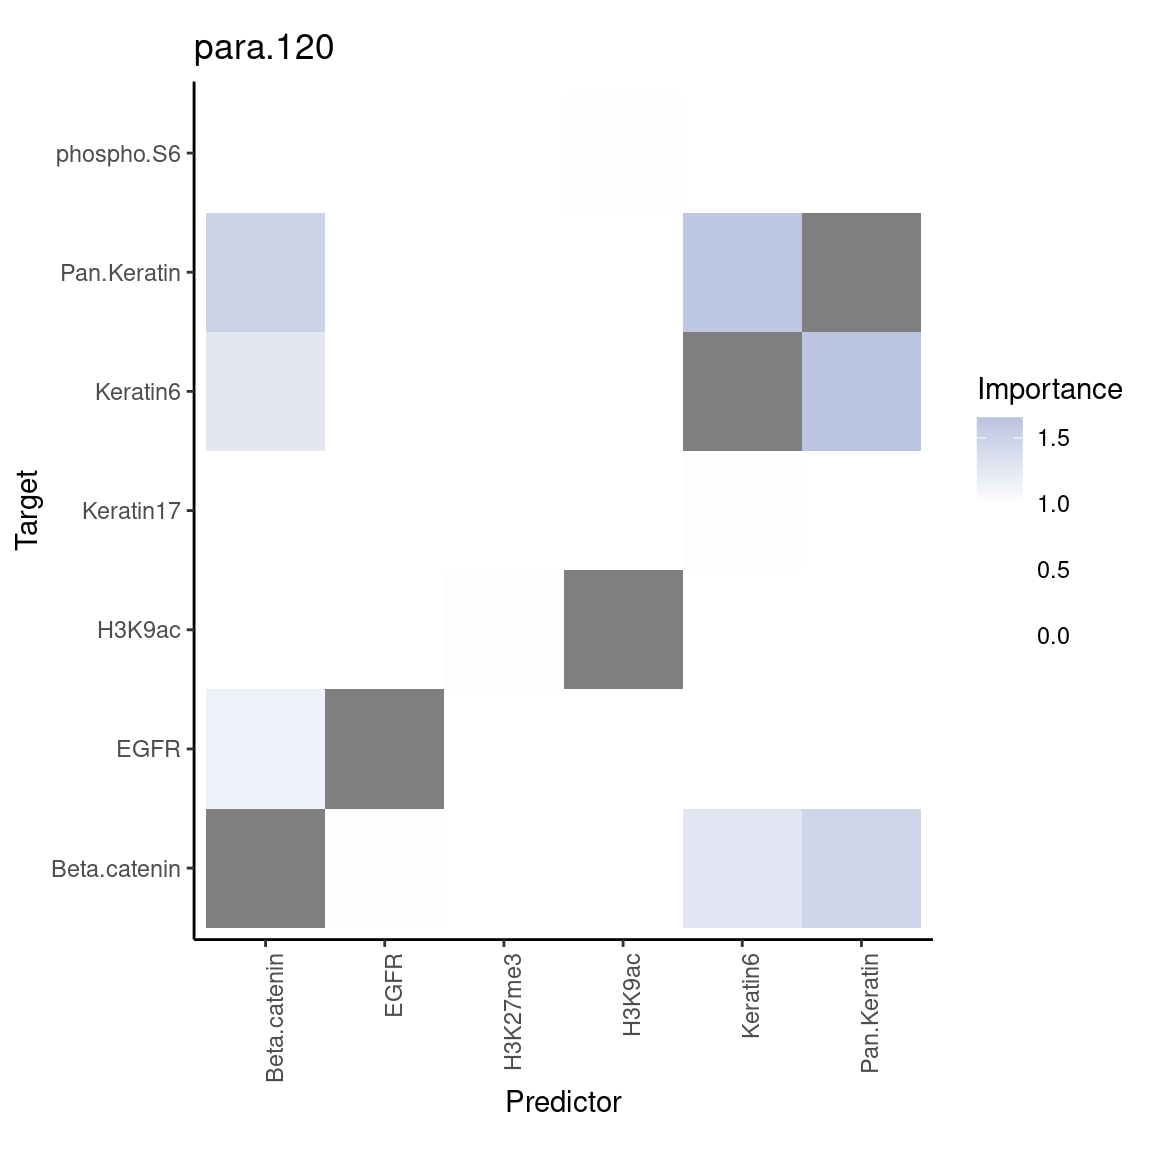 para.120
phospho.S6
Pan.Keratin
Keratin6
Keratin17
H3K9ac
EGFR
Beta.catenin
Target
Beta.catenin
EGFR
H3K27me3
H3K9ac
Keratin6
Pan.Keratin
Predictor
Importance
1.5
1.0
0.5
0.0